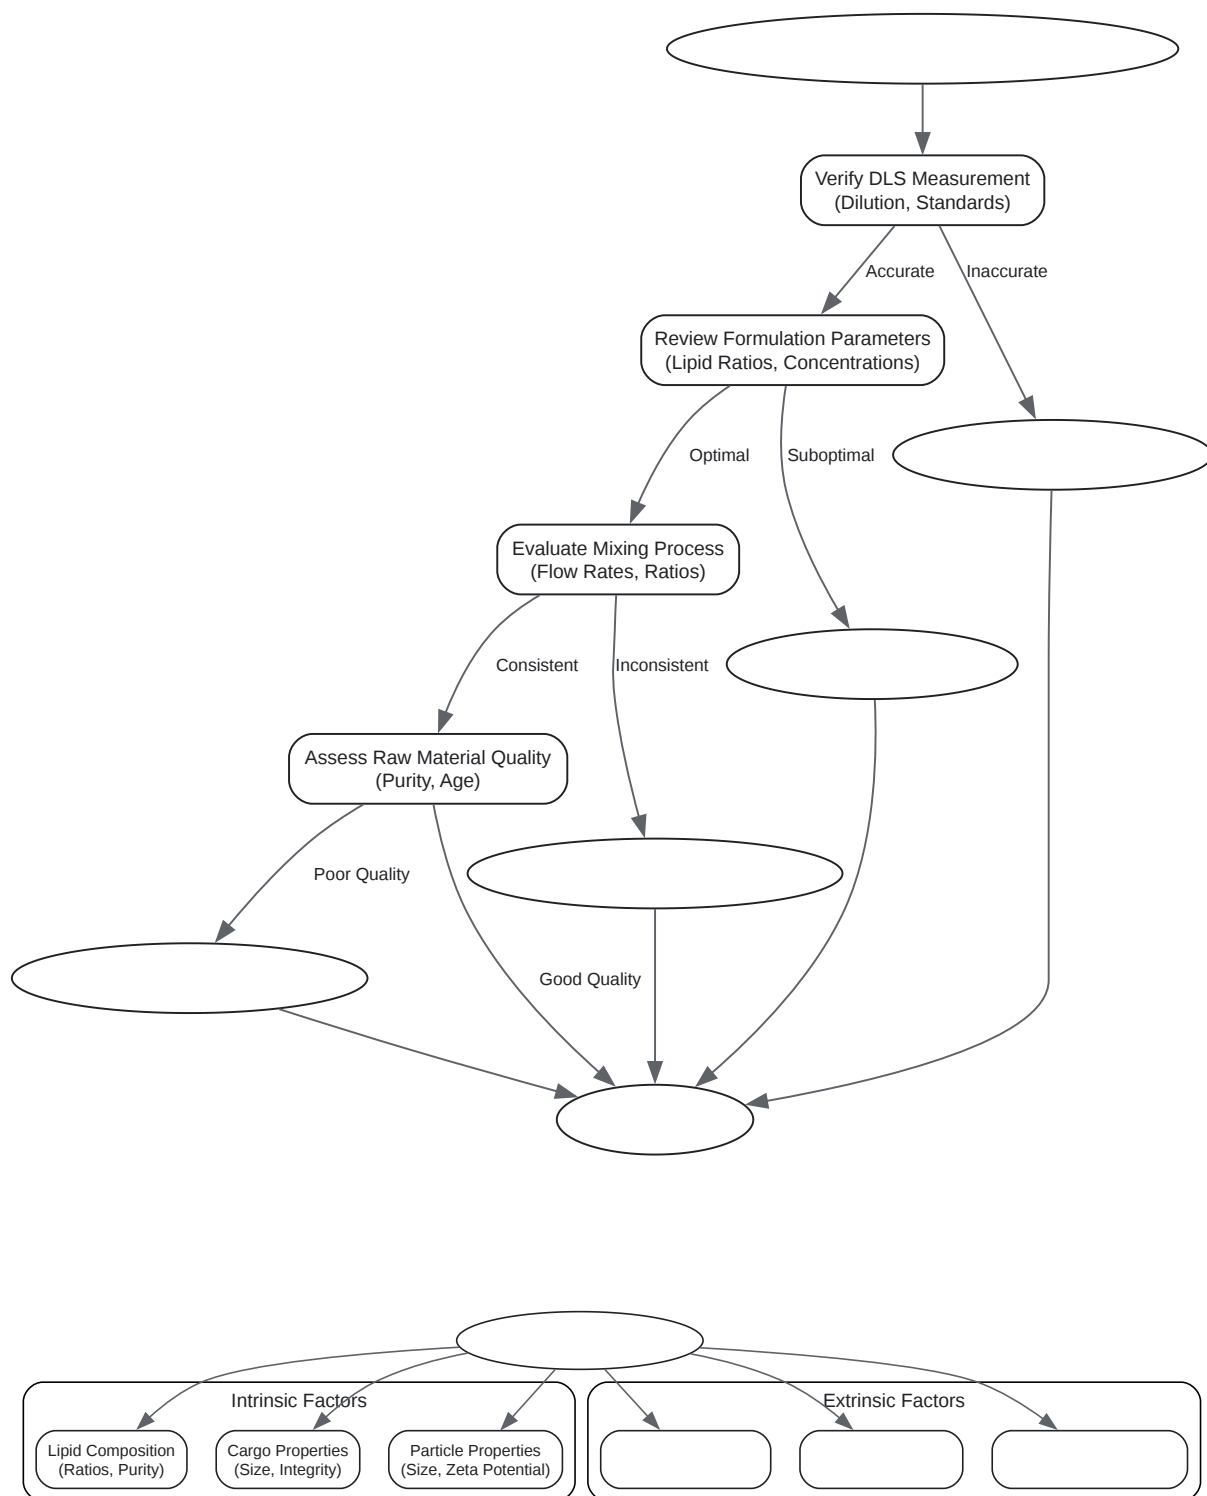 Verify DLS Measurement
(Dilution, Standards)
Accurate
Inaccurate
Review Formulation Parameters
(Lipid Ratios, Concentrations)
Optimal
Suboptimal
Evaluate Mixing Process
(Flow Rates, Ratios)
Consistent
Inconsistent
Assess Raw Material Quality
(Purity, Age)
Poor Quality
Good Quality
Intrinsic Factors
Extrinsic Factors
Lipid Composition
(Ratios, Purity)
Cargo Properties
(Size, Integrity)
Particle Properties
(Size, Zeta Potential)